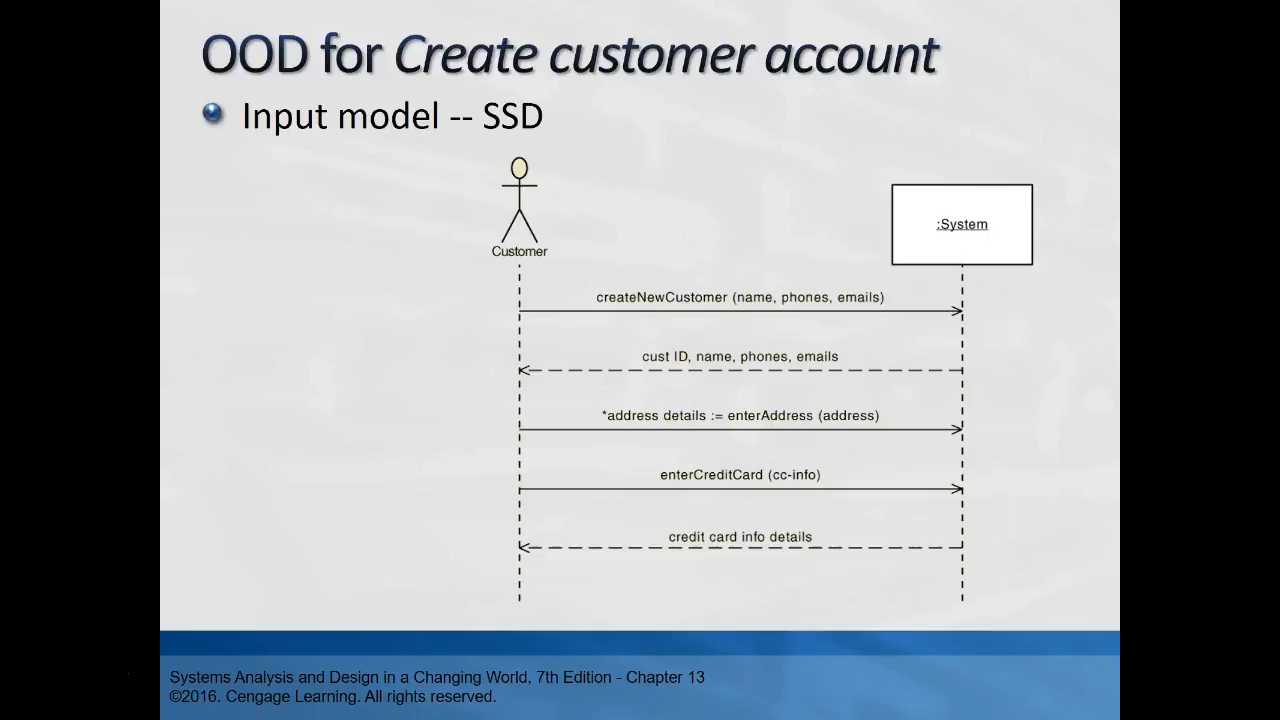 OOD for Create customer account
Input model -- SSD
Customer
:System
createNewCustomer (name, phones, emails)
cust ID, name, phones, emails
*address details := enterAddress (address)
enterCreditCard (cc-info)
credit card info details
Systems Analysis and Design in a Changing World, 7th Edition - Chapter 13
©2016. Cengage Learning. All rights reserved.